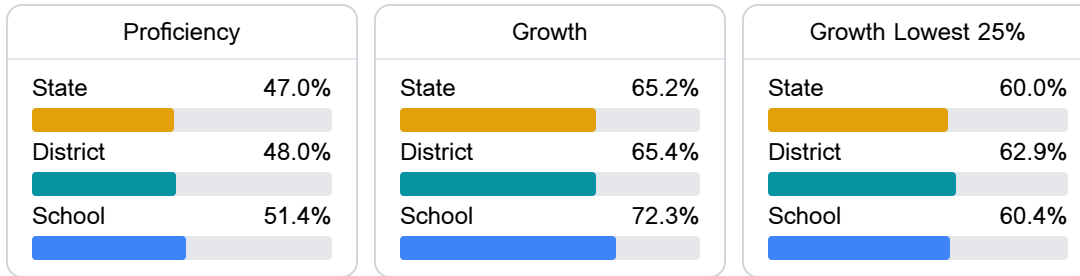 Proficiency
State 47.0%
District 48.0%
School 51.4%
Growth
State 65.2%
District 65.4%
School 72.3%
Growth Lowest 25%
State 60.0%
District 62.9%
School 60.4%